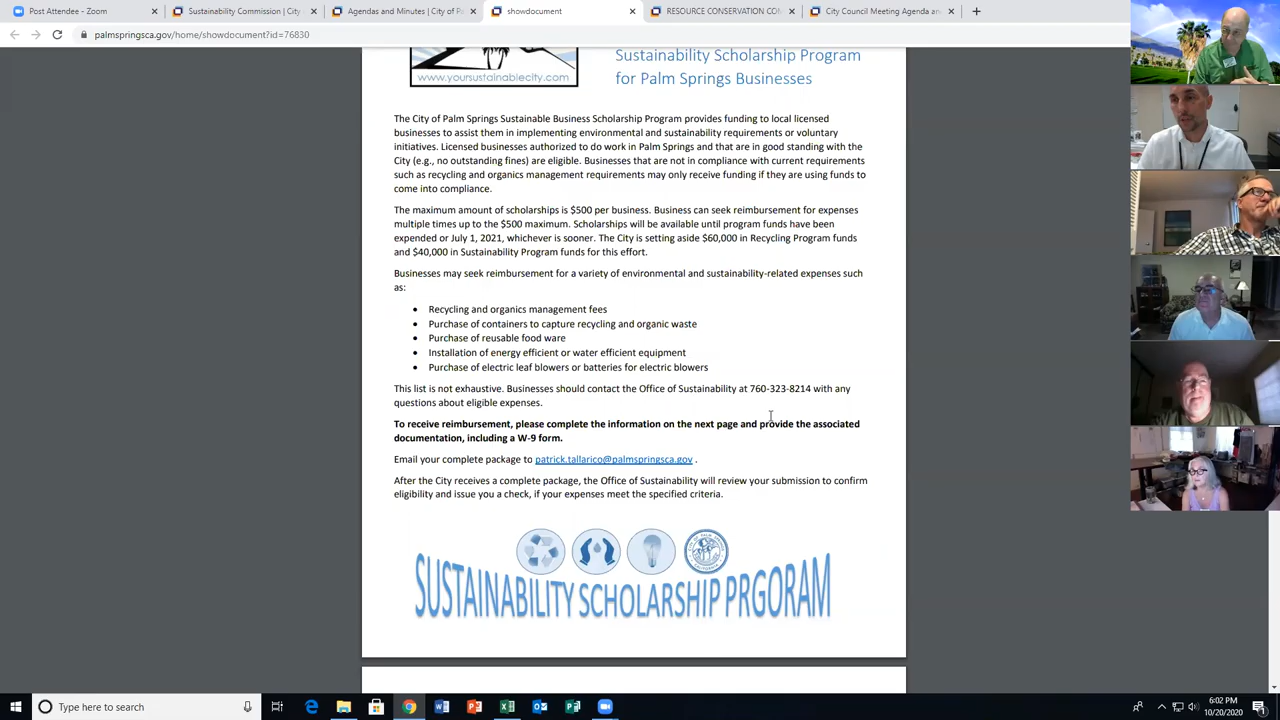 Post Attendee - Zoom
Sustainability Commission | City
Agendas and Minutes | City of P
showdocument
RESOURCE CONSERVATION COM
City Council Meeting Agenda an
palmspringsca.gov/home/showdocument?id=76830
www.yoursustainablecity.com
Sustainability Scholarship Program
for Palm Springs Businesses
The City of Palm Springs Sustainable Business Scholarship Program provides funding to local licensed
businesses to assist them in implementing environmental and sustainability requirements or voluntary
initiatives. Licensed businesses authorized to do work in Palm Springs and that are in good standing with the
City (e.g., no outstanding fines) are eligible. Businesses that are not in compliance with current requirements
such as recycling and organics management requirements may only receive funding if they are using funds to
come into compliance.
The maximum amount of scholarships is $500 per business. Business can seek reimbursement for expenses
multiple times up to the $500 maximum. Scholarships will be available until program funds have been
expended or July 1, 2021, whichever is sooner. The City is setting aside $60,000 in Recycling Program funds
and $40,000 in Sustainability Program funds for this effort.
Businesses may seek reimbursement for a variety of environmental and sustainability-related expenses such
as:
• Recycling and organics management fees
• Purchase of containers to capture recycling and organic waste
• Purchase of reusable food ware
• Installation of energy efficient or water efficient equipment
• Purchase of electric leaf blowers or batteries for electric blowers
This list is not exhaustive. Businesses should contact the Office of Sustainability at 760-323-8214 with any
questions about eligible expenses.
To receive reimbursement, please complete the information on the next page and provide the associated
documentation, including a W-9 form.
Email your complete package to patrick.tallarico@palmspringsca.gov .
After the City receives a complete package, the Office of Sustainability will review your submission to confirm
eligibility and issue you a check, if your expenses meet the specified criteria.
SUSTAINABILITY SCHOLARSHIP PRGORAM
Type here to search
6:02 PM
10/20/2020